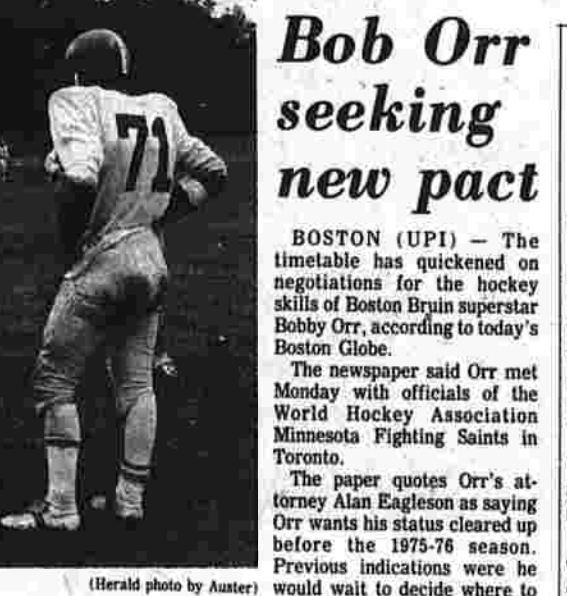 71
(Herald photo by Auster)
Bob Orr
seeking
new pact
BOSTON (UPI) — The
timetable has quickened on
negotiations for the hockey
skills of Boston Bruin superstar
Bobby Orr, according to today's
Boston Globe.
The newspaper said Orr met
Monday with officials of the
World Hockey Association
Minnesota Fighting Saints in
Toronto.
The paper quotes Orr's at-
torney Alan Eagleson as saying
Orr wants his status cleared up
before the 1975-76 season.
Previous indications were he
would wait to decide where to